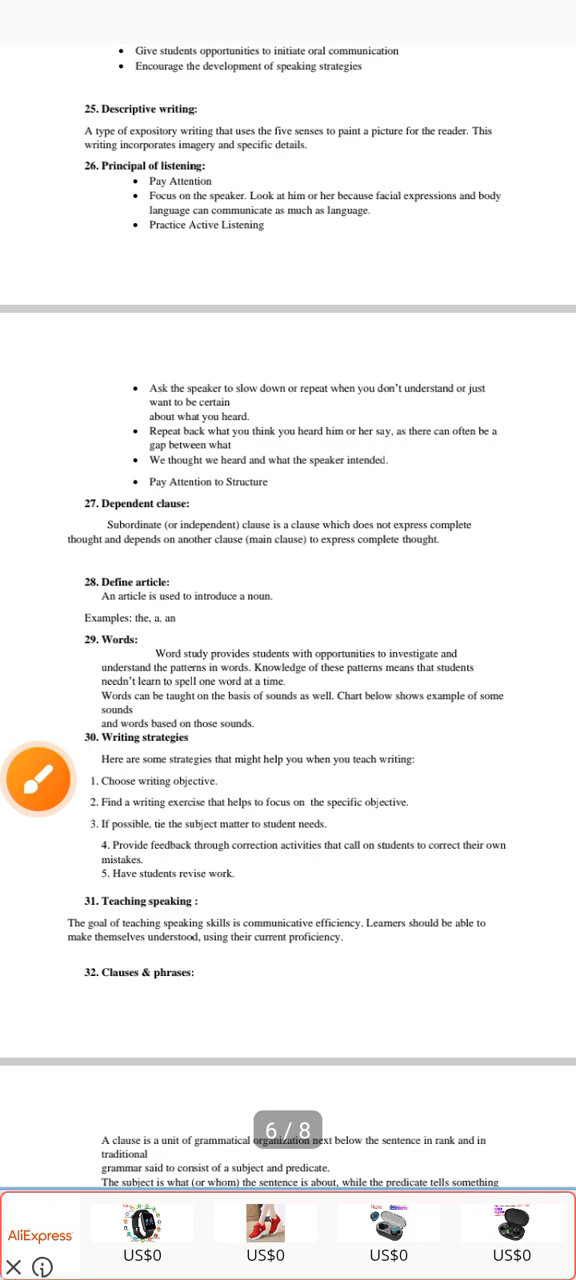 • Give students opportunities to initiate oral communication
• Encourage the development of speaking strategies
25. Descriptive writing:
A type of expository writing that uses the five senses to paint a picture for the reader. This
writing incorporates imagery and specific details.
26. Principal of listening:
• Pay Attention
• Focus on the speaker. Look at him or her because facial expressions and body
language can communicate as much as language.
• Practice Active Listening
• Ask the speaker to slow down or repeat when you don't understand or just
want to be certain
about what you heard.
• Repeat back what you think you heard him or her say, as there can often be a
gap between what
• We thought we heard and what the speaker intended.
• Pay Attention to Structure
27. Dependent clause:
Subordinate (or independent) clause is a clause which does not express complete
thought and depends on another clause (main clause) to express complete thought.
28. Define article:
An article is used to introduce a noun.
Examples: the, a, an
29. Words:
Word study provides students with opportunities to investigate and
understand the patterns in words. Knowledge of these patterns means that students
needn't learn to spell one word at a time.
Words can be taught on the basis of sounds as well. Chart below shows example of some
sounds
and words based on those sounds.
30. Writing strategies
Here are some strategies that might help you when you teach writing:
1. Choose writing objective.
2. Find a writing exercise that helps to focus on the specific objective.
3. If possible, tie the subject matter to student needs.
4. Provide feedback through correction activities that call on students to correct their own
mistakes.
5. Have students revise work.
31. Teaching speaking :
The goal of teaching speaking skills is communicative efficiency. Learners should be able to
make themselves understood, using their current proficiency.
32. Clauses & phrases:
6 / 8
A clause is a unit of grammatical organization next below the sentence in rank and in
traditional
grammar said to consist of a subject and predicate.
The subject is what (or whom) the sentence is about, while the predicate tells something
AliExpress
US$0 US$0 US$0 US$0